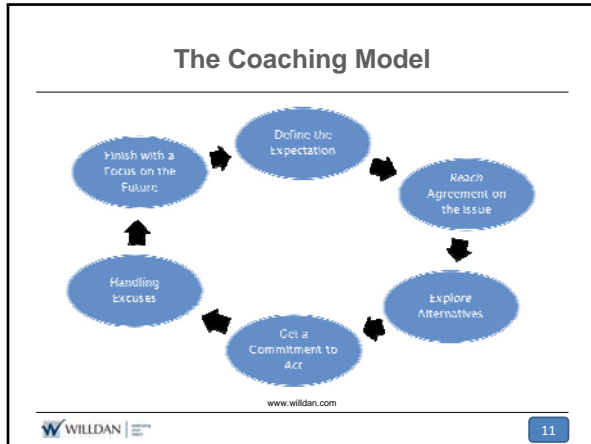 The Coaching Model
Define the
Expectation
Reach
Agreement on
the Issue
Explore
Alternatives
Get a
Commitment to
Act
Handling
Excuses
Finish with a
Focus on the
Future
www.willdan.com
WILLDAN
11